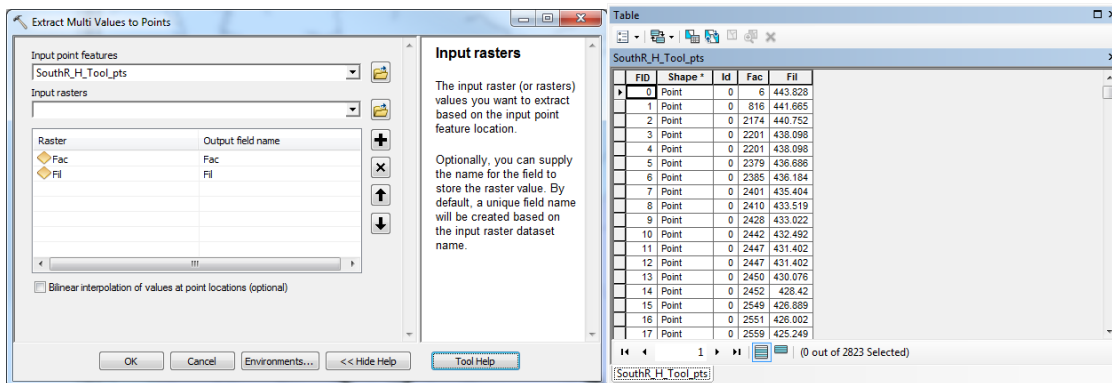 Extract Multi Values to Points
Input point features
SouthR_H_Tool_pts
Input rasters
Raster Output field name
Fac Fac
Fil Fil
Bilinear interpolation of values at point locations (optional)
OK Cancel Environments... << Hide Help Tool Help
Input rasters
The input raster (or rasters)
values you want to extract
based on the input point
feature location.
Optionally, you can supply
the name for the field to
store the raster value. By
default, a unique field name
will be created based on
the input raster dataset
name.
Table
SouthR_H_Tool_pts
FID Shape * Id Fac Fil
0 Point 0 6 443.828
1 Point 0 816 441.665
2 Point 0 2174 440.752
3 Point 0 2201 438.098
4 Point 0 2201 438.098
5 Point 0 2379 436.686
6 Point 0 2385 436.184
7 Point 0 2401 435.404
8 Point 0 2410 433.519
9 Point 0 2428 433.022
10 Point 0 2442 432.492
11 Point 0 2447 431.402
12 Point 0 2447 431.402
13 Point 0 2450 430.076
14 Point 0 2452 428.42
15 Point 0 2549 426.889
16 Point 0 2551 426.002
17 Point 0 2559 425.249
1 (0 out of 2823 Selected)
SouthR_H_Tool_pts